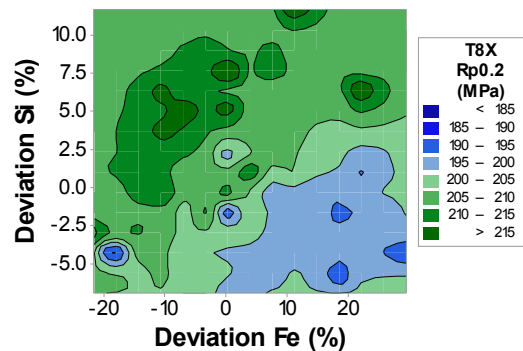 10.0
7.5
5.0
2.5
0.0
-2.5
-5.0
Deviation Si (%)
-20
-10
0
10
20
Deviation Fe (%)
T8X
Rp0.2
(MPa)
< 185
185 – 190
190 – 195
195 – 200
200 – 205
205 – 210
210 – 215
> 215